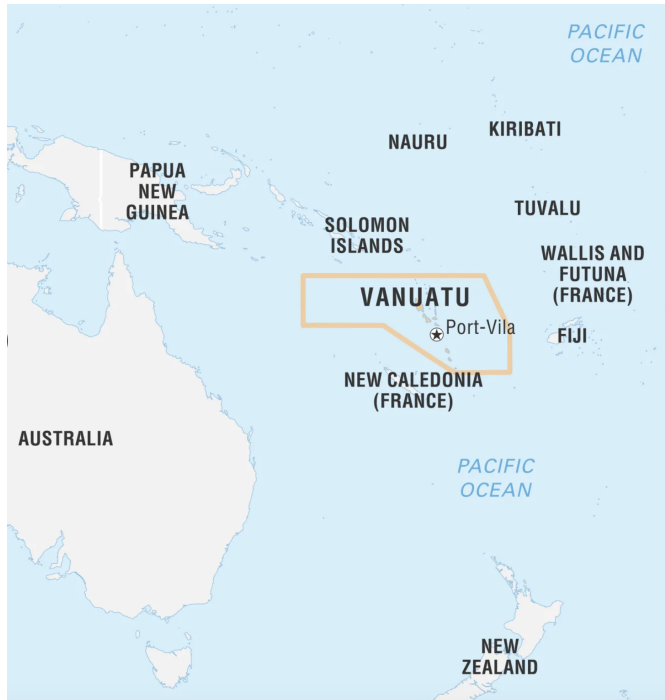 PACIFIC
OCEAN
KIRIBATI
NAURU
PAPUA
NEW
GUINEA
TUVALU
SOLOMON
ISLANDS
WALLIS AND
FUTUNA
(FRANCE)
VANUATU
Port-Vila
FIJI
NEW CALEDONIA
(FRANCE)
AUSTRALIA
PACIFIC
OCEAN
NEW
ZEALAND